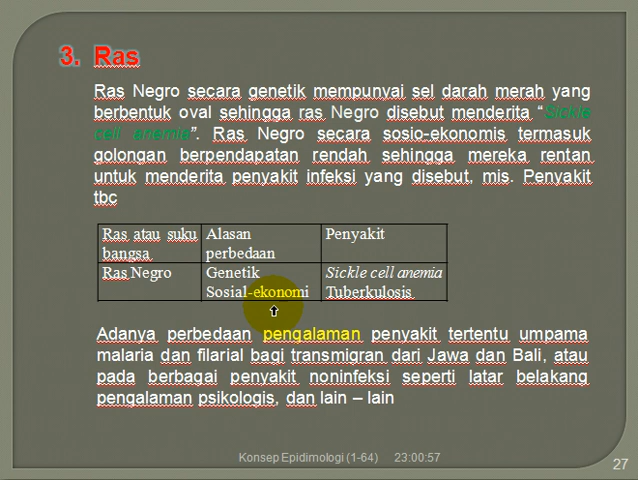 3. Ras
Ras Negro secara genetik mempunyai sel darah merah yang
berbentuk oval sehingga ras Negro disebut menderita “Sickle
cell anemia”. Ras Negro secara sosio-ekonomis termasuk
golongan berpendapatan rendah sehingga mereka rentan
untuk menderita penyakit infeksi yang disebut, mis. Penyakit
tbc
Ras atau suku bangsa
Alasan perbedaan
Penyakit
Ras Negro
Genetik
Sickle cell anemia
Sosial-ekonomi
Tuberkulosis
Adanya perbedaan pengalaman penyakit tertentu umpama
malaria dan filarial bagi transmigran dari Jawa dan Bali, atau
pada berbagai penyakit noninfeksi seperti latar belakang
pengalaman psikologis, dan lain – lain
Konsep Epidimologi (1-64) 23:00:57
27